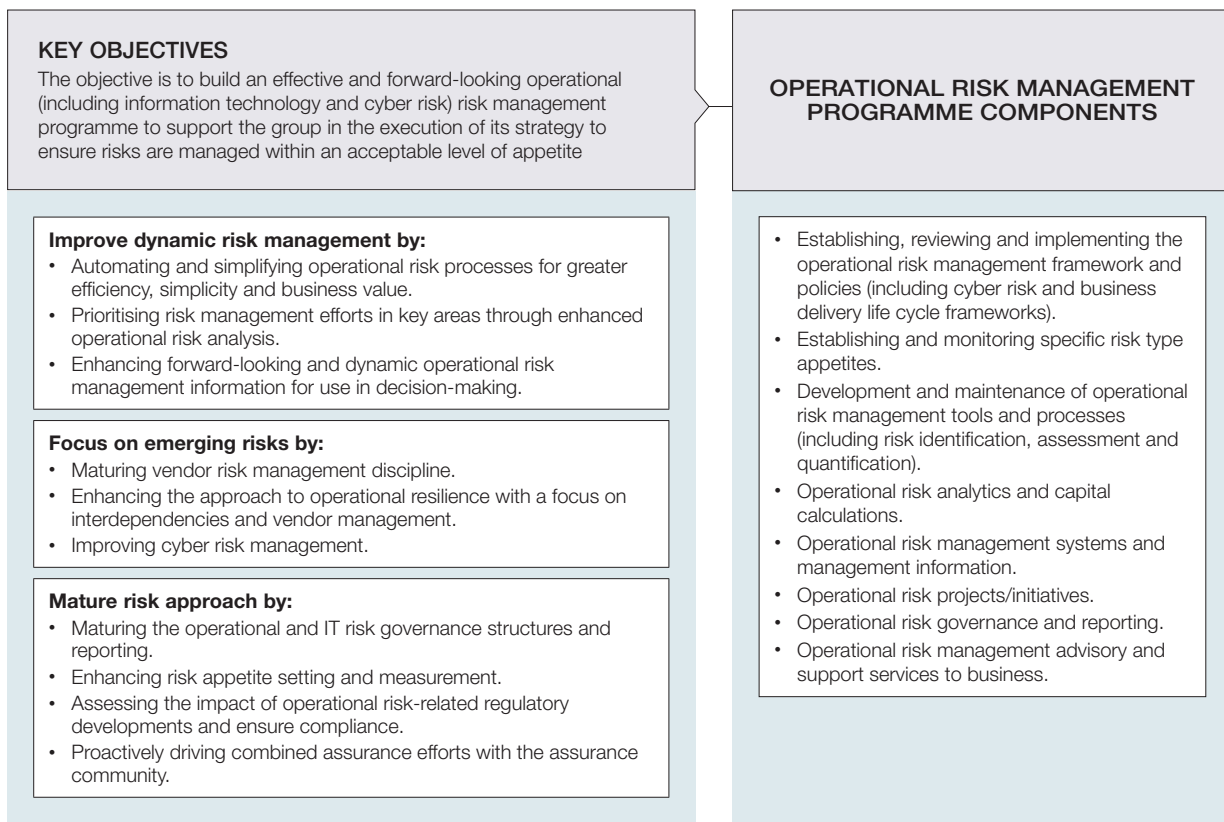 KEY OBJECTIVES
The objective is to build an effective and forward-looking operational
(including information technology and cyber risk) risk management
programme to support the group in the execution of its strategy to
ensure risks are managed within an acceptable level of appetite
Improve dynamic risk management by:
• Automating and simplifying operational risk processes for greater
efficiency, simplicity and business value.
• Prioritising risk management efforts in key areas through enhanced
operational risk analysis.
• Enhancing forward-looking and dynamic operational risk
management information for use in decision-making.
Focus on emerging risks by:
• Maturing vendor risk management discipline.
• Enhancing the approach to operational resilience with a focus on
interdependencies and vendor management.
• Improving cyber risk management.
Mature risk approach by:
• Maturing the operational and IT risk governance structures and
reporting.
• Enhancing risk appetite setting and measurement.
• Assessing the impact of operational risk-related regulatory
developments and ensure compliance.
• Proactively driving combined assurance efforts with the assurance
community.
OPERATIONAL RISK MANAGEMENT
PROGRAMME COMPONENTS
• Establishing, reviewing and implementing the
operational risk management framework and
policies (including cyber risk and business
delivery life cycle frameworks).
• Establishing and monitoring specific risk type
appetites.
• Development and maintenance of operational
risk management tools and processes
(including risk identification, assessment and
quantification).
• Operational risk analytics and capital
calculations.
• Operational risk management systems and
management information.
• Operational risk projects/initiatives.
• Operational risk governance and reporting.
• Operational risk management advisory and
support services to business.